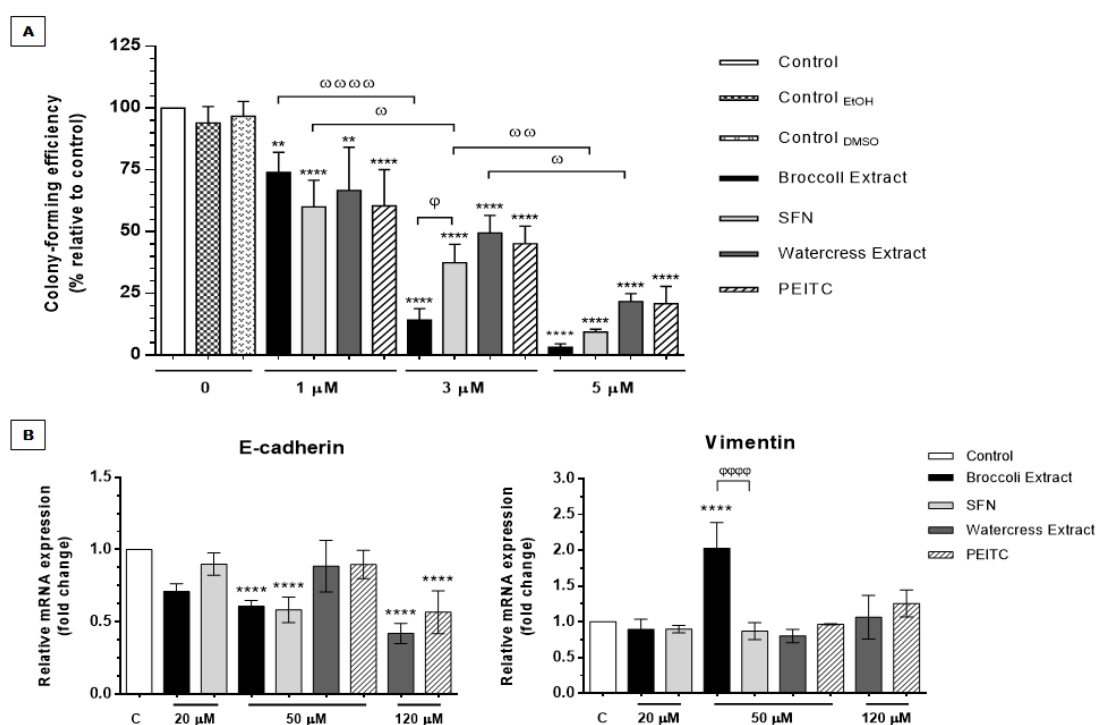 A
Colony-forming efficiency
(% relative to control)
125
100
75
50
25
0
ωωωω
ω
ωω
ω
φ
**
****
**
****
****
****
****
****
****
****
****
****
0
1 μM
3 μM
5 μM
Control
Control EtOH
Control DMSO
Broccoll Extract
SFN
Watercress Extract
PEITC
B
E-cadherin
Relative mRNA expression
(fold change)
1.5
1.0
0.5
0.0
****
****
****
****
C
20 μM
50 μM
120 μM
Vimentin
Relative mRNA expression
(fold change)
3.0
2.5
2.0
1.5
1.0
0.5
0.0
φφφφ
****
C
20 μM
50 μM
120 μM
Control
Broccoli Extract
SFN
Watercress Extract
PEITC